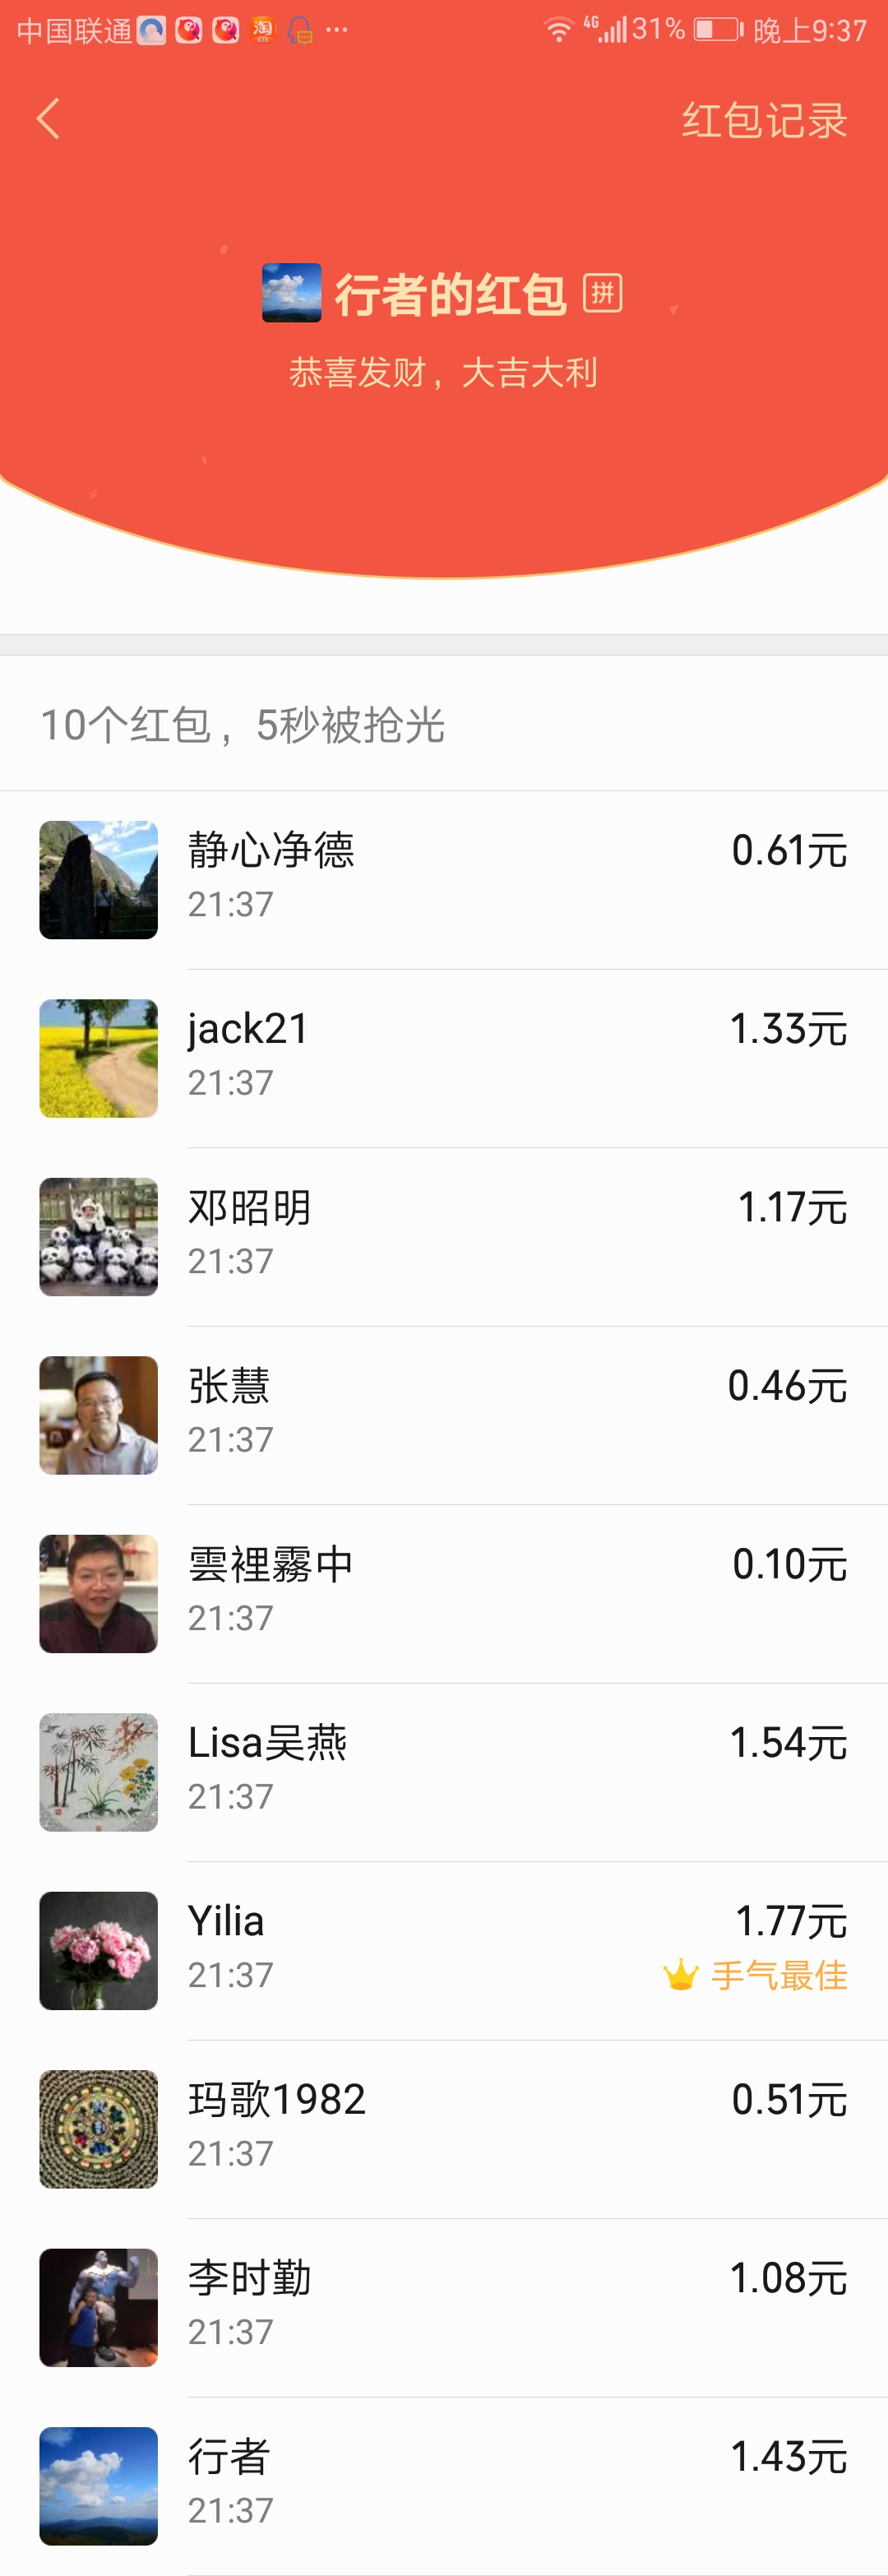 中国联通 淘 ... 4G 31% 晚上9:37
红包记录
行者的红包 拼
恭喜发财，大吉大利
10个红包，5秒被抢光
静心净德 0.61元
21:37
jack21 1.33元
21:37
邓昭明 1.17元
21:37
张慧 0.46元
21:37
雲裡霧中 0.10元
21:37
Lisa吴燕 1.54元
21:37
Yilia 1.77元
21:37 手气最佳
玛歌1982 0.51元
21:37
李时勤 1.08元
21:37
行者 1.43元
21:37